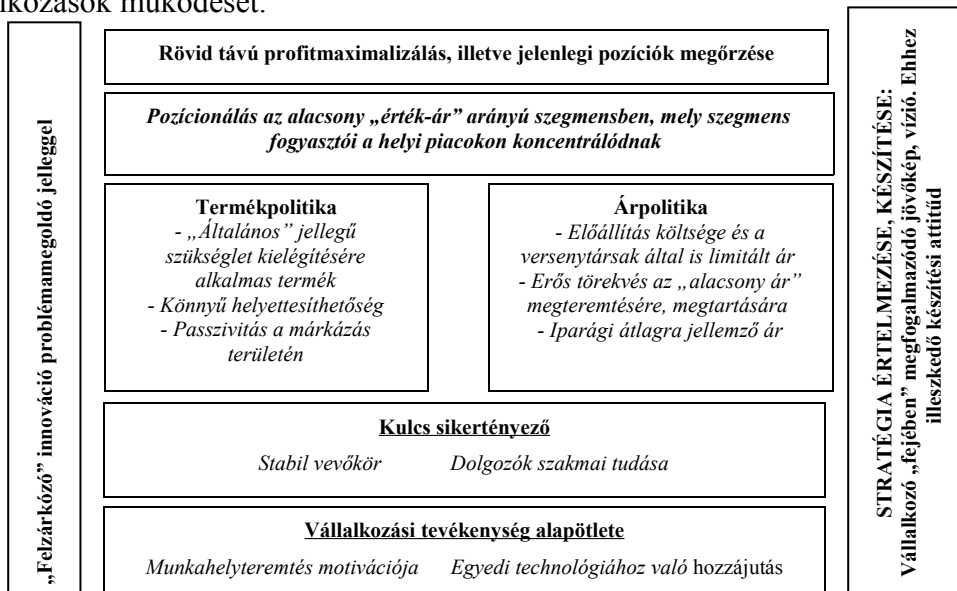 lkozások működését.
„Felzárkózó” innováció problémamegoldó jelleggel
Rövid távú profitmaximalizálás, illetve jelenlegi pozíciók megőrzése
Pozícionálás az alacsony „érték-ár” arányú szegmensben, mely szegmens
fogyasztói a helyi piacokon koncentrálódnak
Termékpolitika
- „Általános” jellegű
szükséglet kielégítésére
alkalmas termék
- Könnyű helyettesíthetőség
- Passzivitás a márkázás
területén
Árpolitika
- Előállítás költsége és a
versenytársak által is limitált ár
- Erős törekvés az „alacsony ár”
megteremtésére, megtartására
- Iparági átlagra jellemző ár
Kulcs sikertényező
Stabil vevőkör Dolgozók szakmai tudása
Vállalkozási tevékenység alapötlete
Munkahelyteremtés motivációja Egyedi technológiához való hozzájutás
STRATÉGIA ÉRTELMEZÉSE, KÉSZÍTÉSE:
Vállalkozó „fejében” megfogalmazódó jövőkép, vízió. Ehhez
illeszkedő készítési attitűd